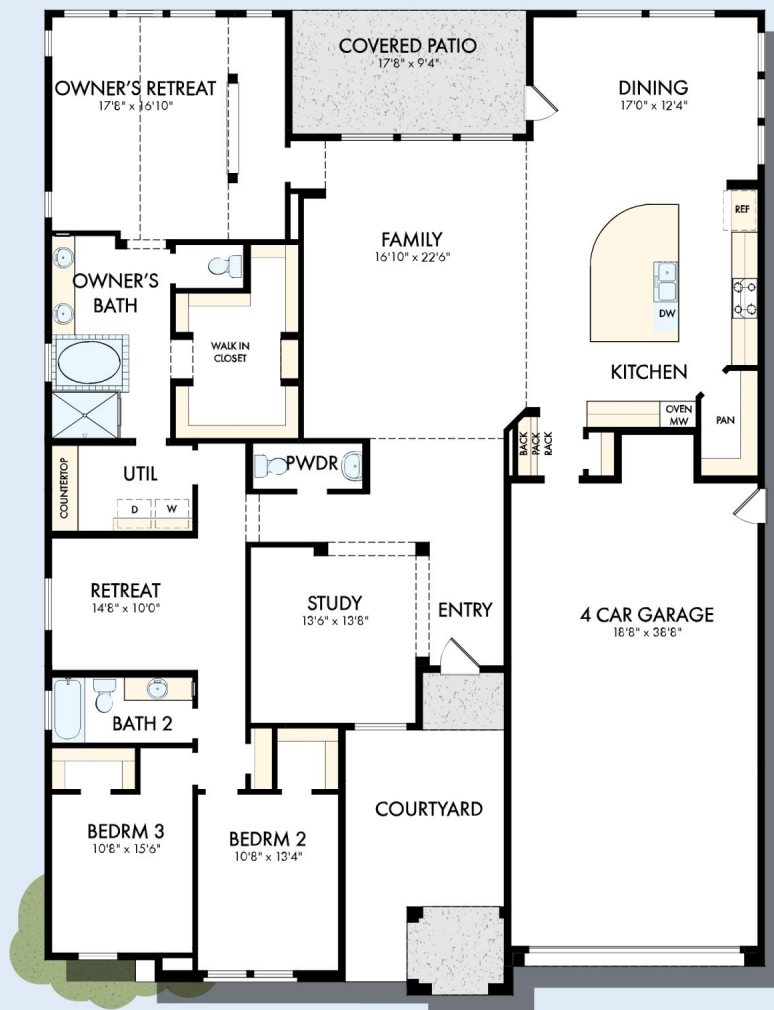 COVERED PATIO
17'8" x 9'4"
OWNER'S RETREAT
17'8" x 16'10"
DINING
17'0" x 12'4"
REF
FAMILY
16'10" x 22'6"
OWNER'S
BATH
DW
WALK IN
CLOSET
KITCHEN
OVEN
MW
PAN
BACK
PACK
RACK
PWDR
UTIL
COUNTERTOP
D
W
RETREAT
14'8" x 10'0"
STUDY
13'6" x 13'8"
ENTRY
4 CAR GARAGE
18'8" x 38'8"
BATH 2
COURTYARD
BEDRM 3
10'8" x 15'6"
BEDRM 2
10'8" x 13'4"